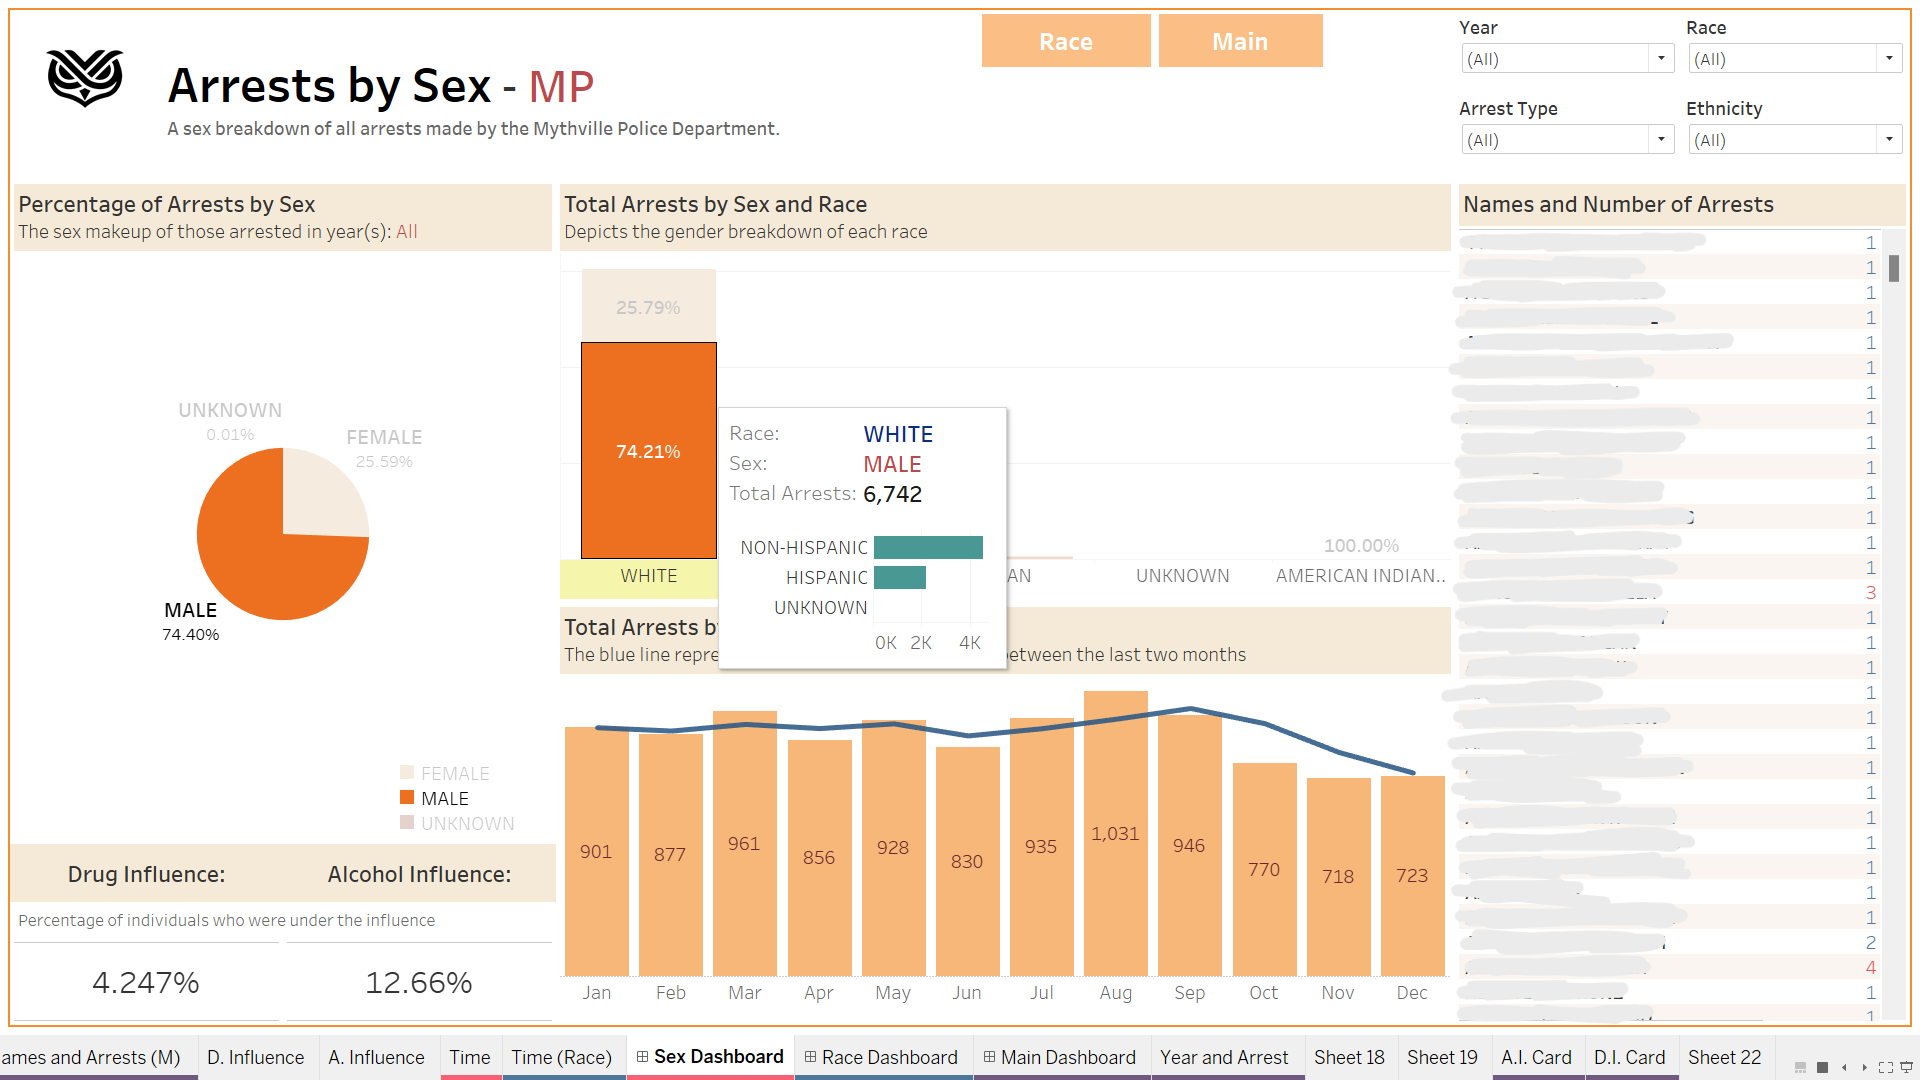 Race
Main
Year
(All)
Race
(All)
Arrest Type
(All)
Ethnicity
(All)
Arrests by Sex - MP
A sex breakdown of all arrests made by the Mythville Police Department.
Percentage of Arrests by Sex
The sex makeup of those arrested in year(s): All
UNKNOWN
0.01%
FEMALE
25.59%
MALE
74.40%
FEMALE
MALE
UNKNOWN
Drug Influence:
Alcohol Influence:
Percentage of individuals who were under the influence
4.247%
12.66%
Total Arrests by Sex and Race
Depicts the gender breakdown of each race
25.79%
74.21%
100.00%
WHITE
UNKNOWN
AMERICAN INDIAN..
Race: WHITE
Sex: MALE
Total Arrests: 6,742
NON-HISPANIC
HISPANIC
UNKNOWN
0K 2K 4K
Total Arrests
The blue line between the last two months
901
877
961
856
928
830
935
1,031
946
770
718
723
Jan Feb Mar Apr May Jun Jul Aug Sep Oct Nov Dec
Names and Number of Arrests
1
1
1
1
1
1
1
1
1
1
1
1
1
1
3
1
1
1
1
1
1
1
1
1
1
1
1
1
2
4
1
1
ames and Arrests (M)
D. Influence
A. Influence
Time
Time (Race)
Sex Dashboard
Race Dashboard
Main Dashboard
Year and Arrest
Sheet 18
Sheet 19
A.I. Card
D.I. Card
Sheet 22